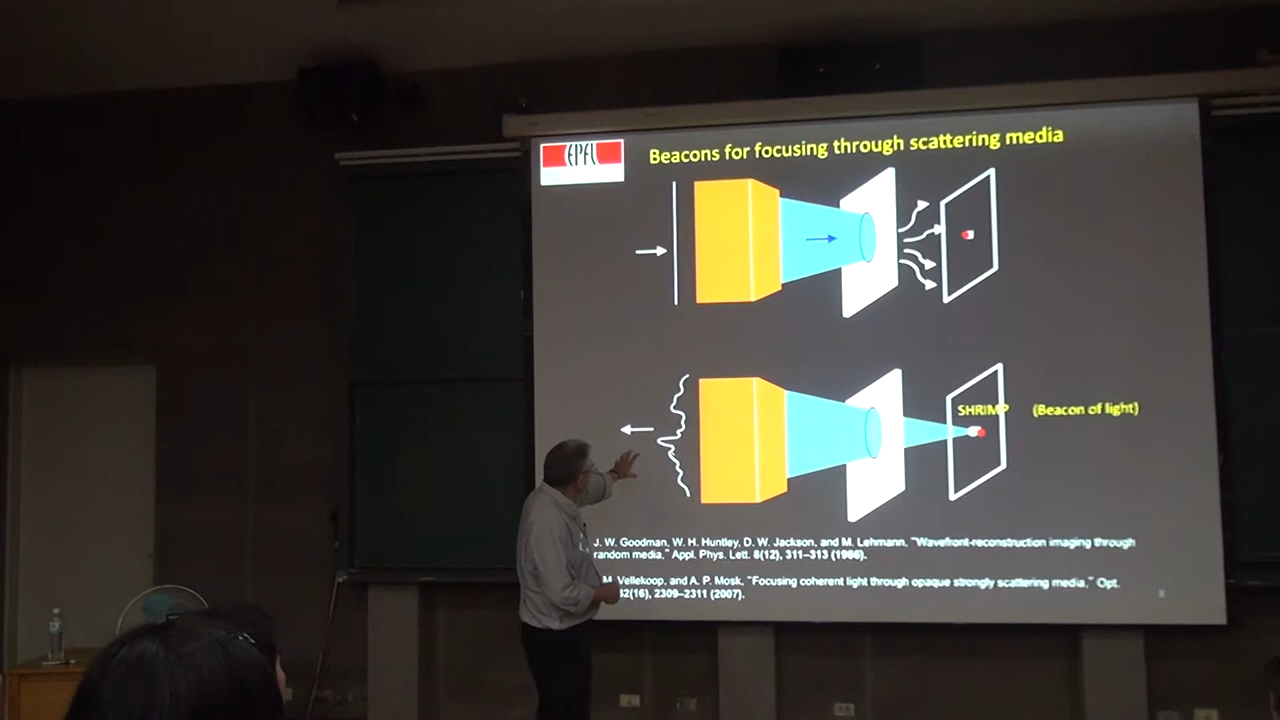 EPFL
Beacons for focusing through scattering media
SHRIMP (Beacon of light)
J. W. Goodman, W. H. Huntley, D. W. Jackson, and M. Lehmann, "Wavefront-reconstruction imaging through
random media," Appl. Phys. Lett. 8(12), 311–313 (1966).
M. Vellekoop, and A. P. Mosk, "Focusing coherent light through opaque strongly scattering media," Opt.
32(16), 2309–2311 (2007).
8